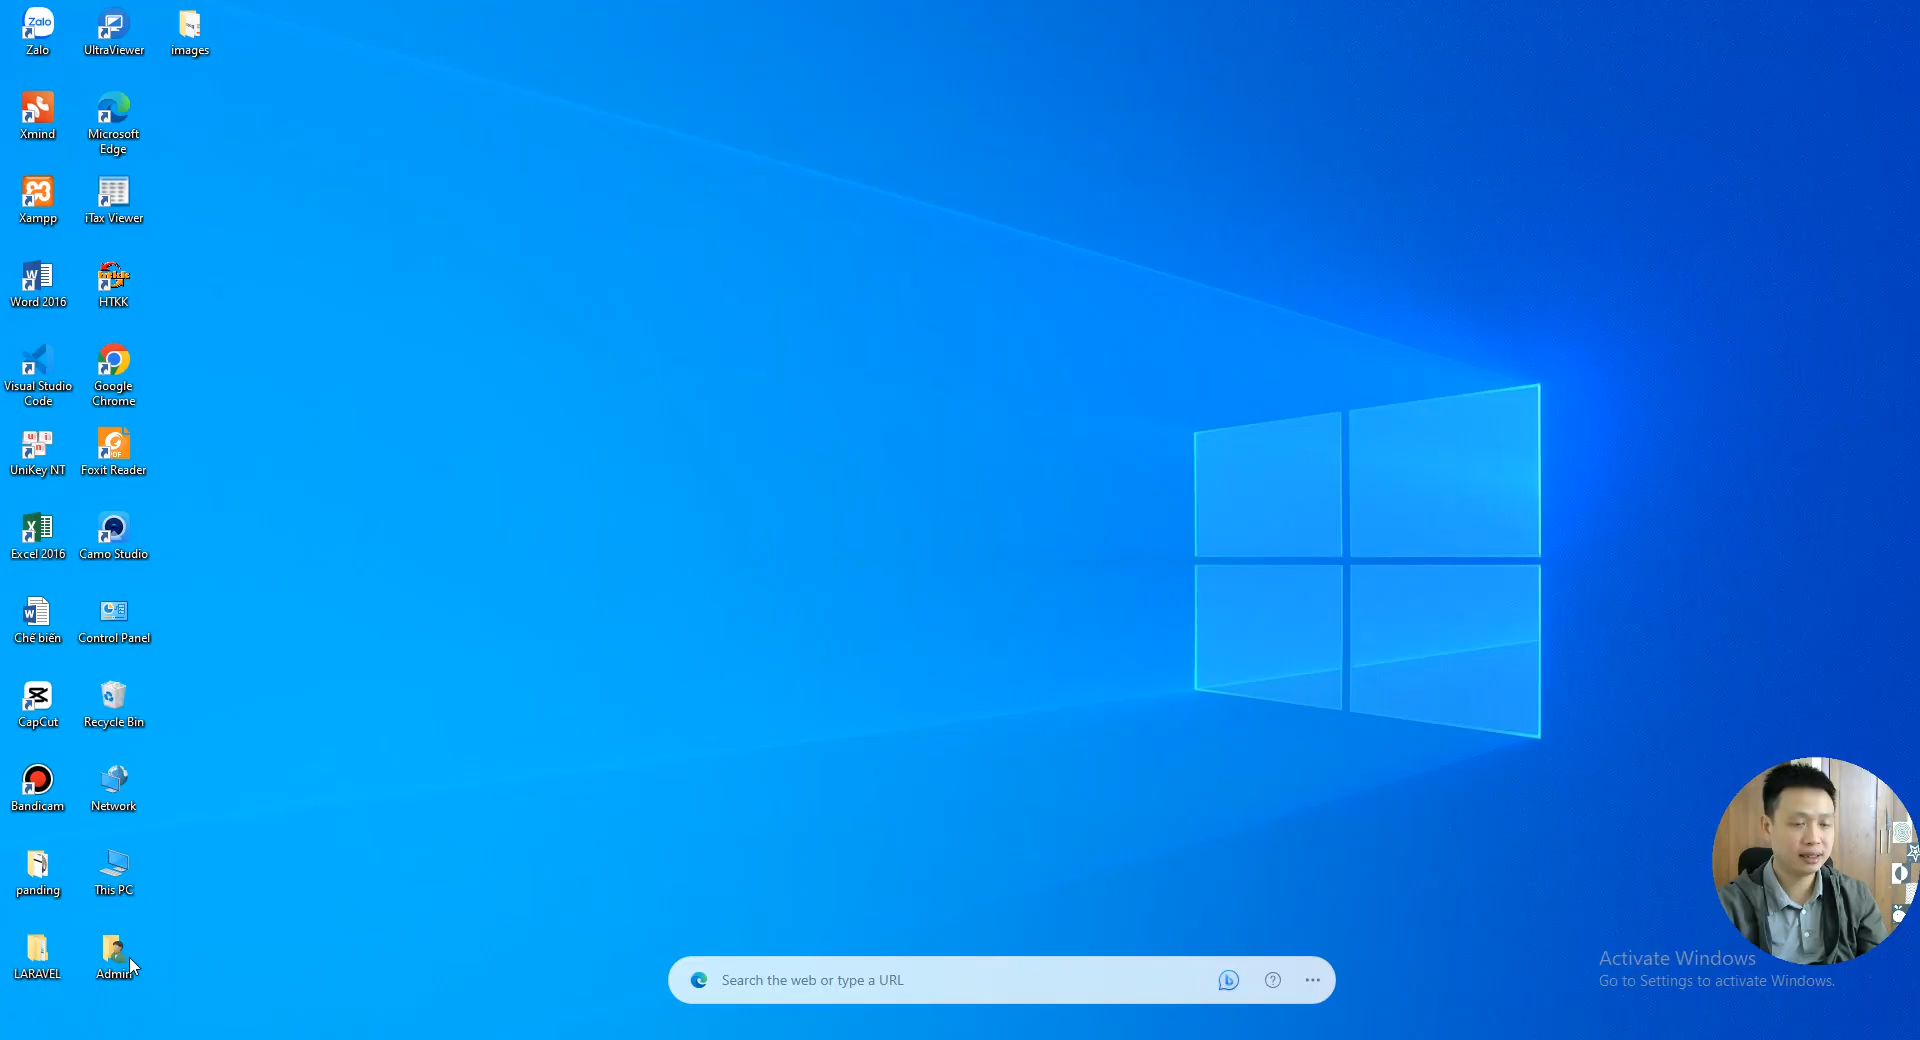 Zalo
UltraViewer
images
Xmind
Microsoft
Edge
Xampp
iTax Viewer
Word 2016
HTKK
Visual Studio
Code
Google
Chrome
UniKey NT
Foxit Reader
Excel 2016
Camo Studio
Chế biến
Control Panel
CapCut
Recycle Bin
Bandicam
Network
panding
This PC
LARAVEL
Admin
Search the web or type a URL
Activate Windows
Go to Settings to activate Windows.